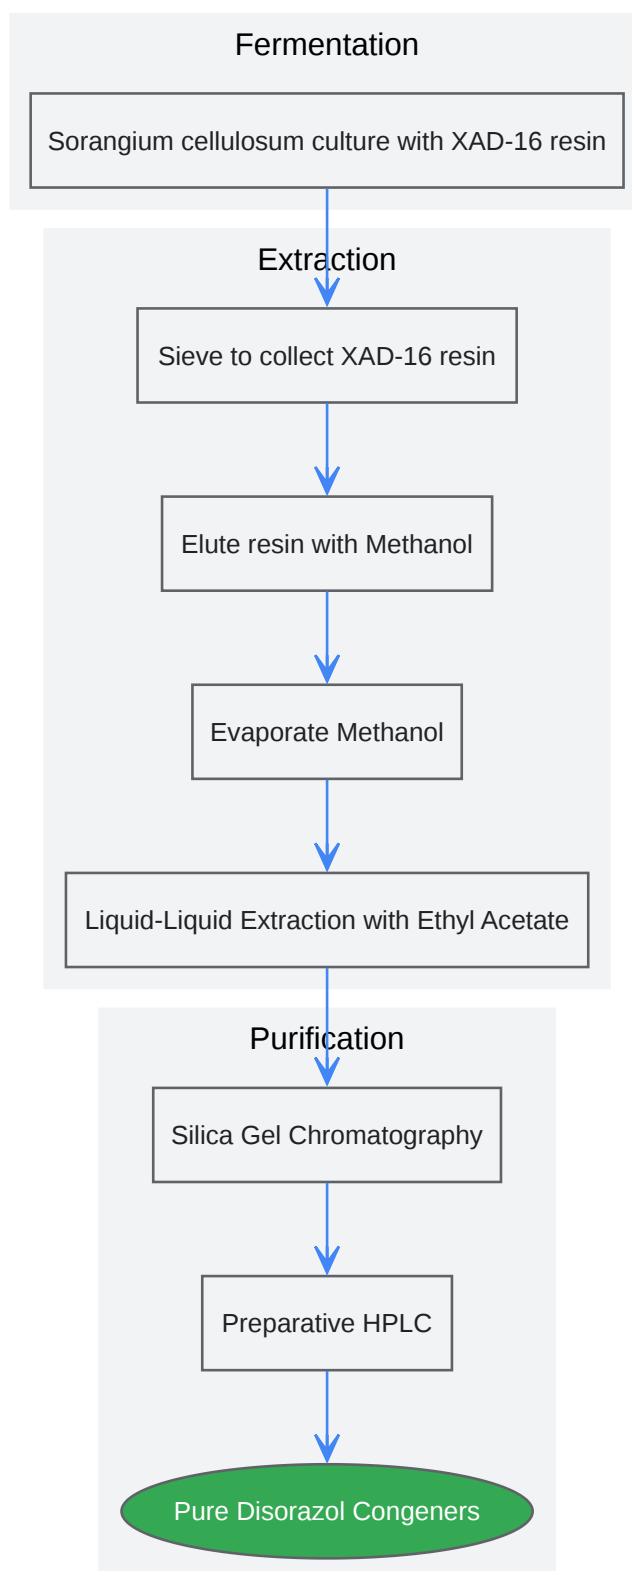 Fermentation
Sorangium cellulosum culture with XAD-16 resin
Extraction
Sieve to collect XAD-16 resin
Elute resin with Methanol
Evaporate Methanol
Liquid-Liquid Extraction with Ethyl Acetate
Purification
Silica Gel Chromatography
Preparative HPLC
Pure Disorazol Congeners